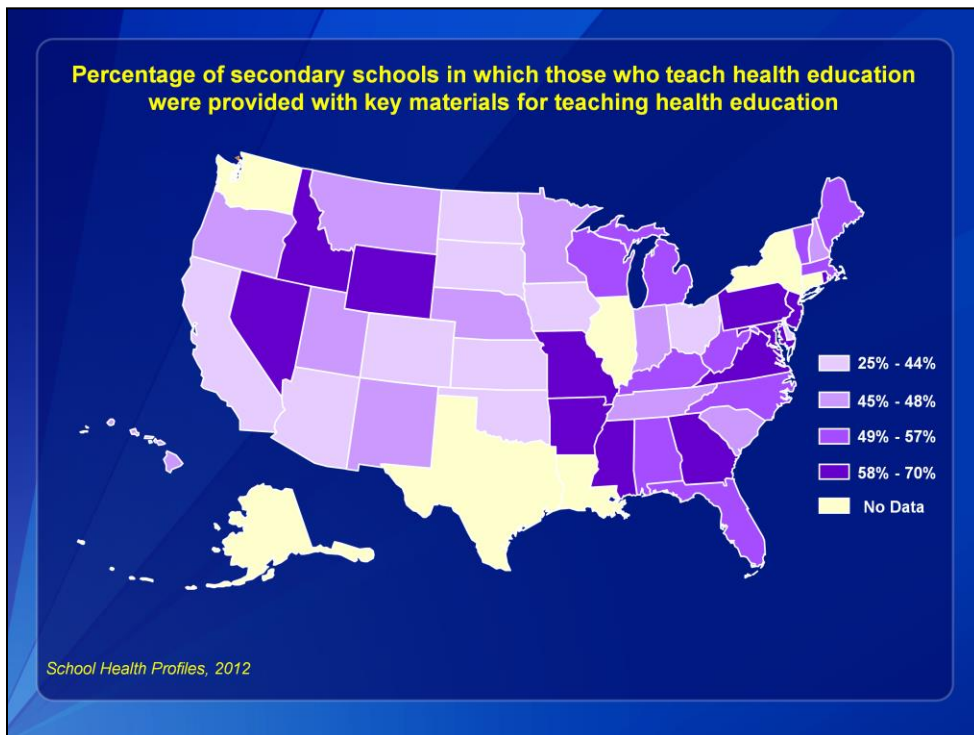 Percentage of secondary schools in which those who teach health education
were provided with key materials for teaching health education
25% - 44%
45% - 48%
49% - 57%
58% - 70%
No Data
School Health Profiles, 2012